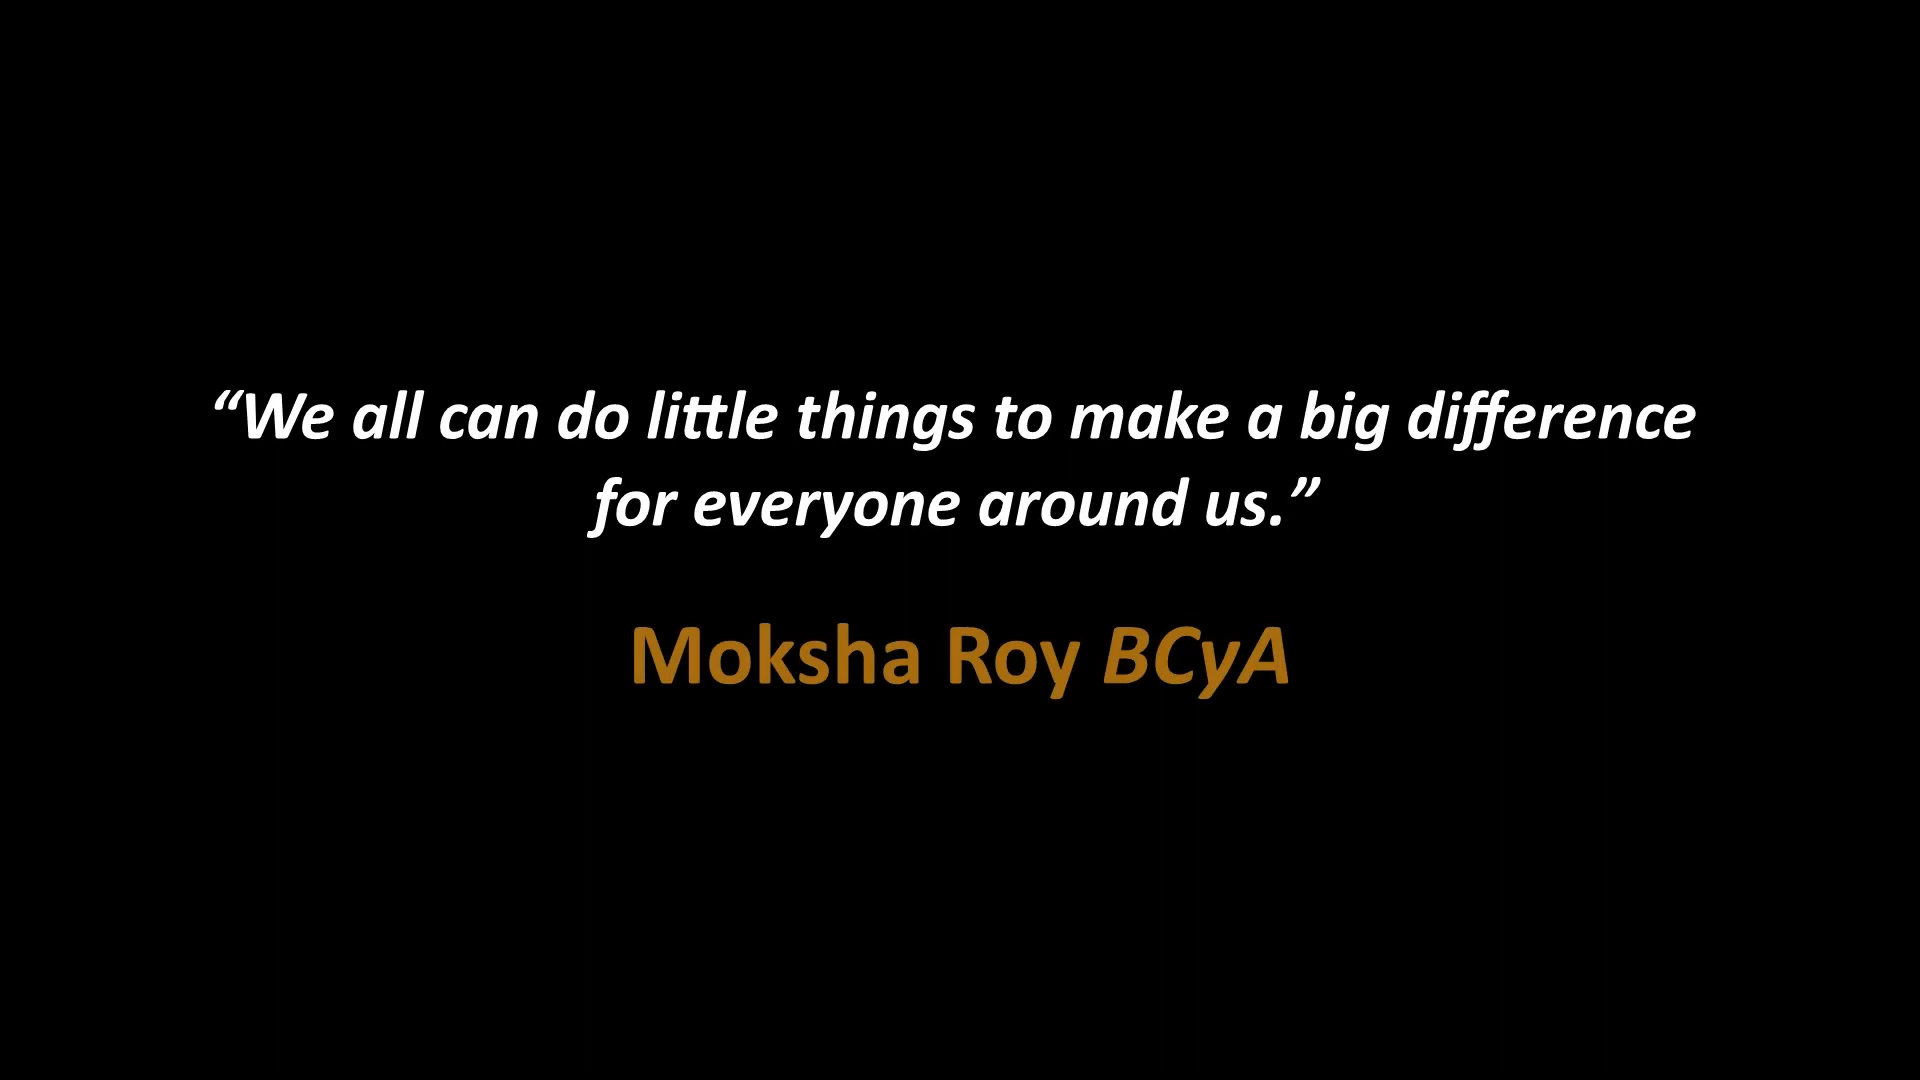 “We all can do little things to make a big difference
for everyone around us.”
Moksha Roy BCyA